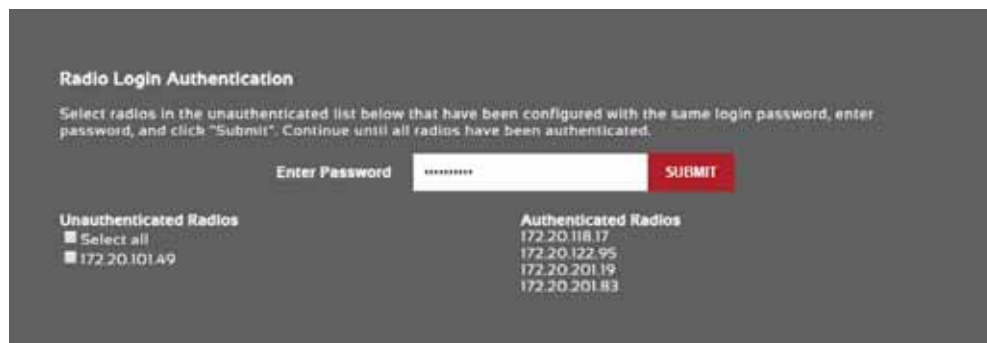 Radio Login Authentication
Select radios in the unauthenticated list below that have been configured with the same login password, enter
password, and click "Submit". Continue until all radios have been authenticated.
Enter Password •••••••••• SUBMIT
Unauthenticated Radios
Select all
172.20.101.49
Authenticated Radios
172.20.118.17
172.20.122.95
172.20.201.19
172.20.201.83